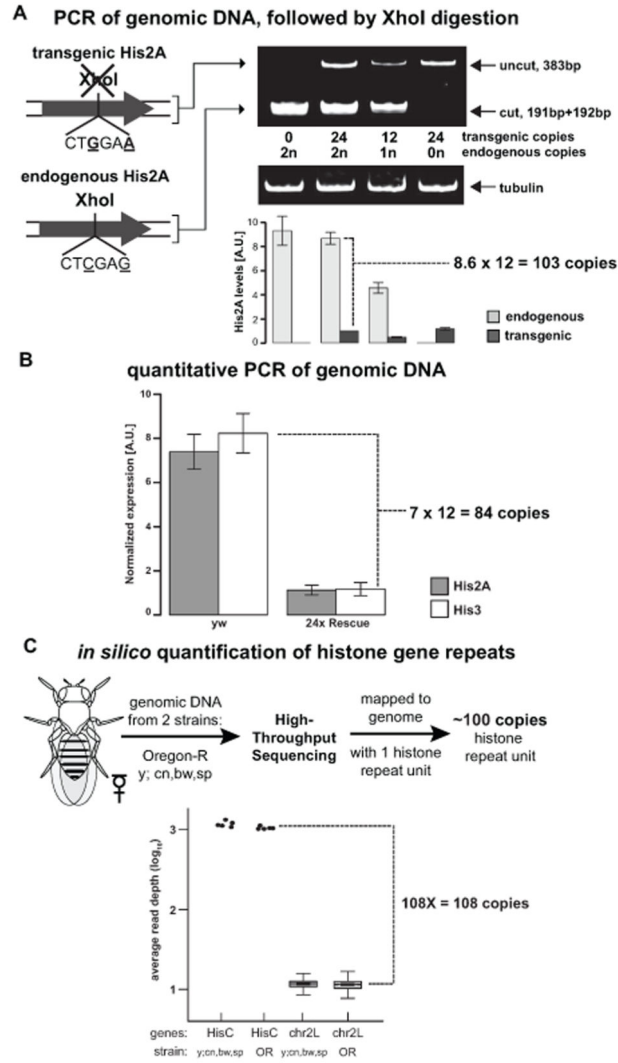 A
PCR of genomic DNA, followed by XhoI digestion
transgenic His2A
XhoI
CTGGAA
endogenous His2A
XhoI
CTCGAG
uncut, 383bp
cut, 191bp+192bp
0 24 12 24 transgenic copies
2n 2n 1n 0n endogenous copies
tubulin
His2A levels [A.U.]
10
8
6
4
2
0
8.6 x 12 = 103 copies
endogenous
transgenic
B
quantitative PCR of genomic DNA
Normalized expression [A.U.]
10
8
6
4
2
0
7 x 12 = 84 copies
His2A
His3
yw 24x Rescue
C
in silico quantification of histone gene repeats
genomic DNA
from 2 strains:
Oregon-R
y; cn,bw,sp
High-
Throughput
Sequencing
mapped to
genome
with 1 histone
repeat unit
~100 copies
histone
repeat unit
average read depth (log10)
3
2
1
108X = 108 copies
genes: HisC HisC chr2L chr2L
strain: y;cn,bw,sp OR y;cn,bw,sp OR